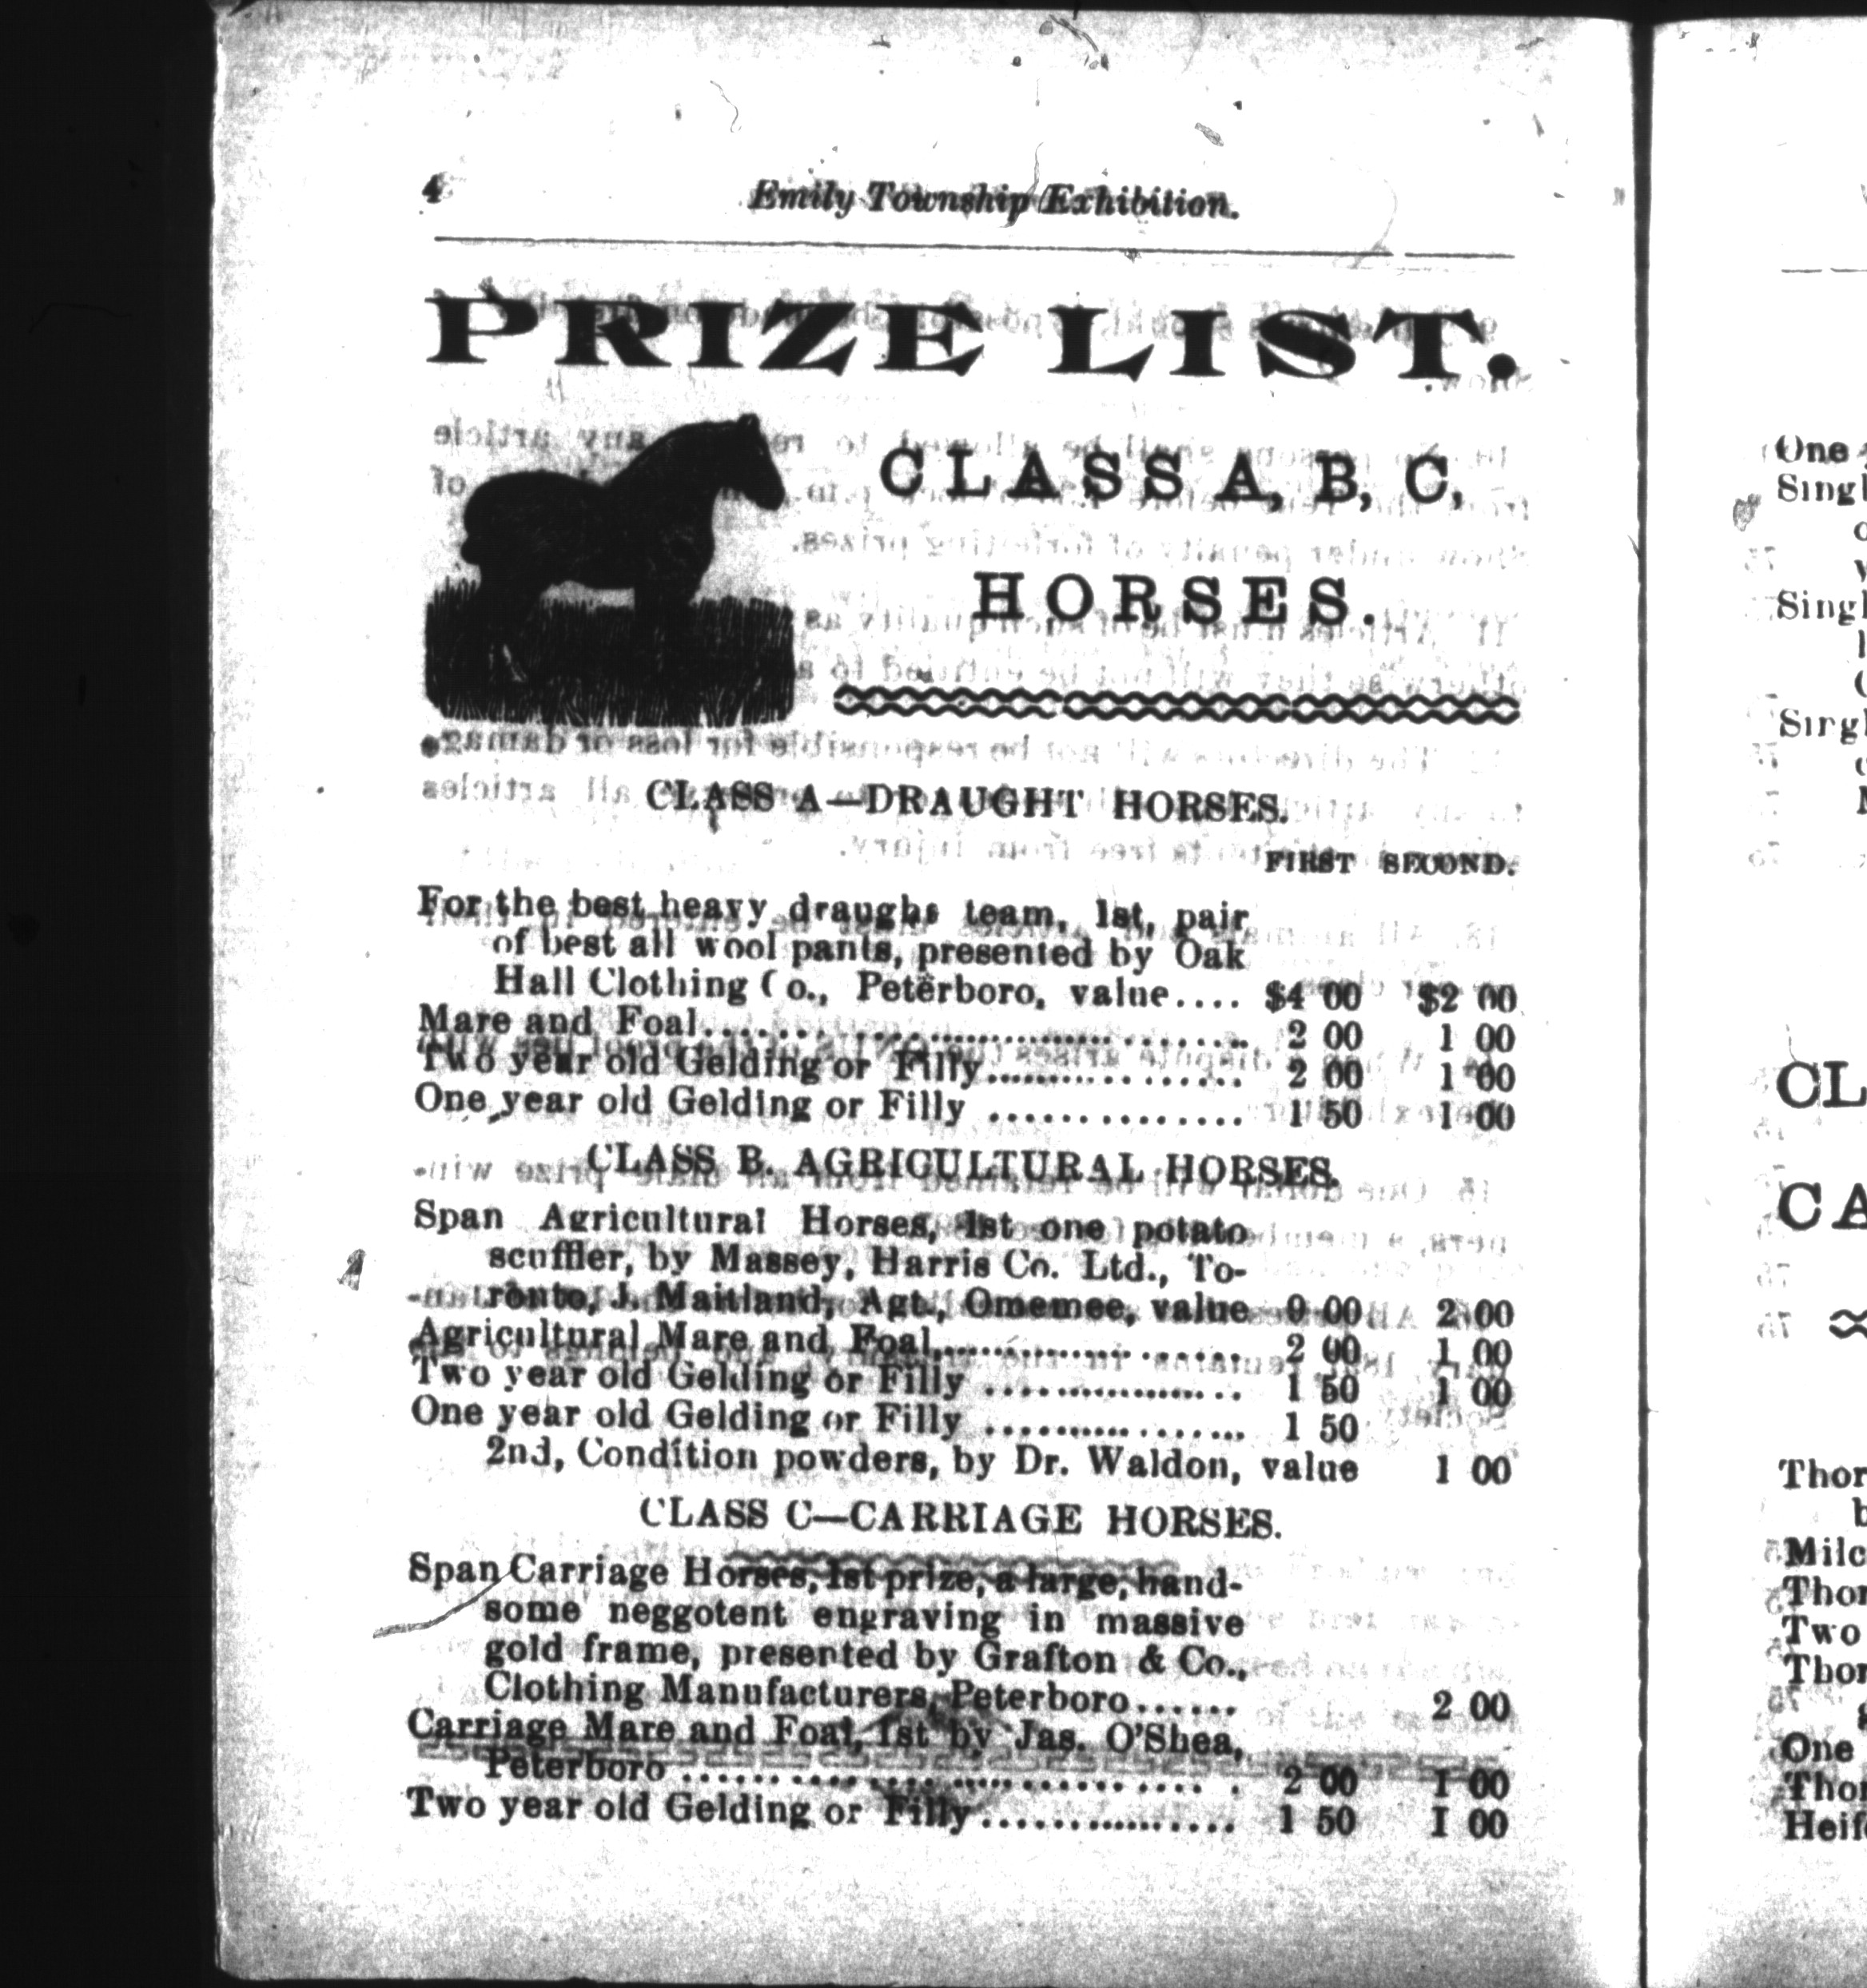 4 Emily Township Exhibition.
PRIZE LIST.
CLASS A, B, C,
HORSES.
CLASS A—DRAUGHT HORSES.
FIRST SECOND.
For the best heavy draught team, 1st, pair
of best all wool pants, presented by Oak
Hall Clothing Co., Peterboro, value.... $4 00 $2 00
Mare and Foal........ 2 00 1 00
Two year old Gelding or Filly........ 2 00 1 00
One year old Gelding or Filly ........ 1 50 1 00
CLASS B. AGRICULTURAL HORSES.
Span Agricultural Horses, 1st one potato
scuffler, by Massey, Harris Co. Ltd., To-
ronto, J. Maitland, Agt., Omemee, value 9 00 2 00
Agricultural Mare and Foal........ 2 00 1 00
Two year old Gelding or Filly ........ 1 50 1 00
One year old Gelding or Filly ........ 1 50
2nd, Condition powders, by Dr. Waldon, value 1 00
CLASS C—CARRIAGE HORSES.
Span Carriage Horses, 1st prize, a large, hand-
some neggotent engraving in massive
gold frame, presented by Grafton & Co.,
Clothing Manufacturers, Peterboro...... 2 00
Carriage Mare and Foal, 1st by Jas. O'Shea,
Peterboro ........ 2 00 1 00
Two year old Gelding or Filly........ 1 50 1 00
One
CL
CA
Two
One